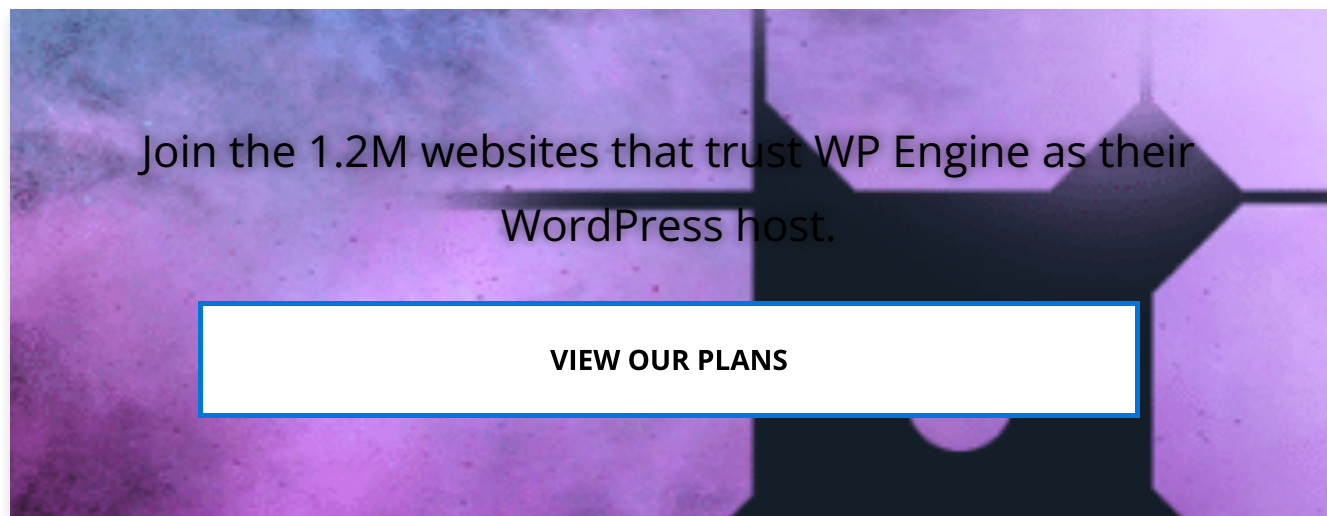 Join the 1.2M websites that trust WP Engine as their
WordPress host.
VIEW OUR PLANS